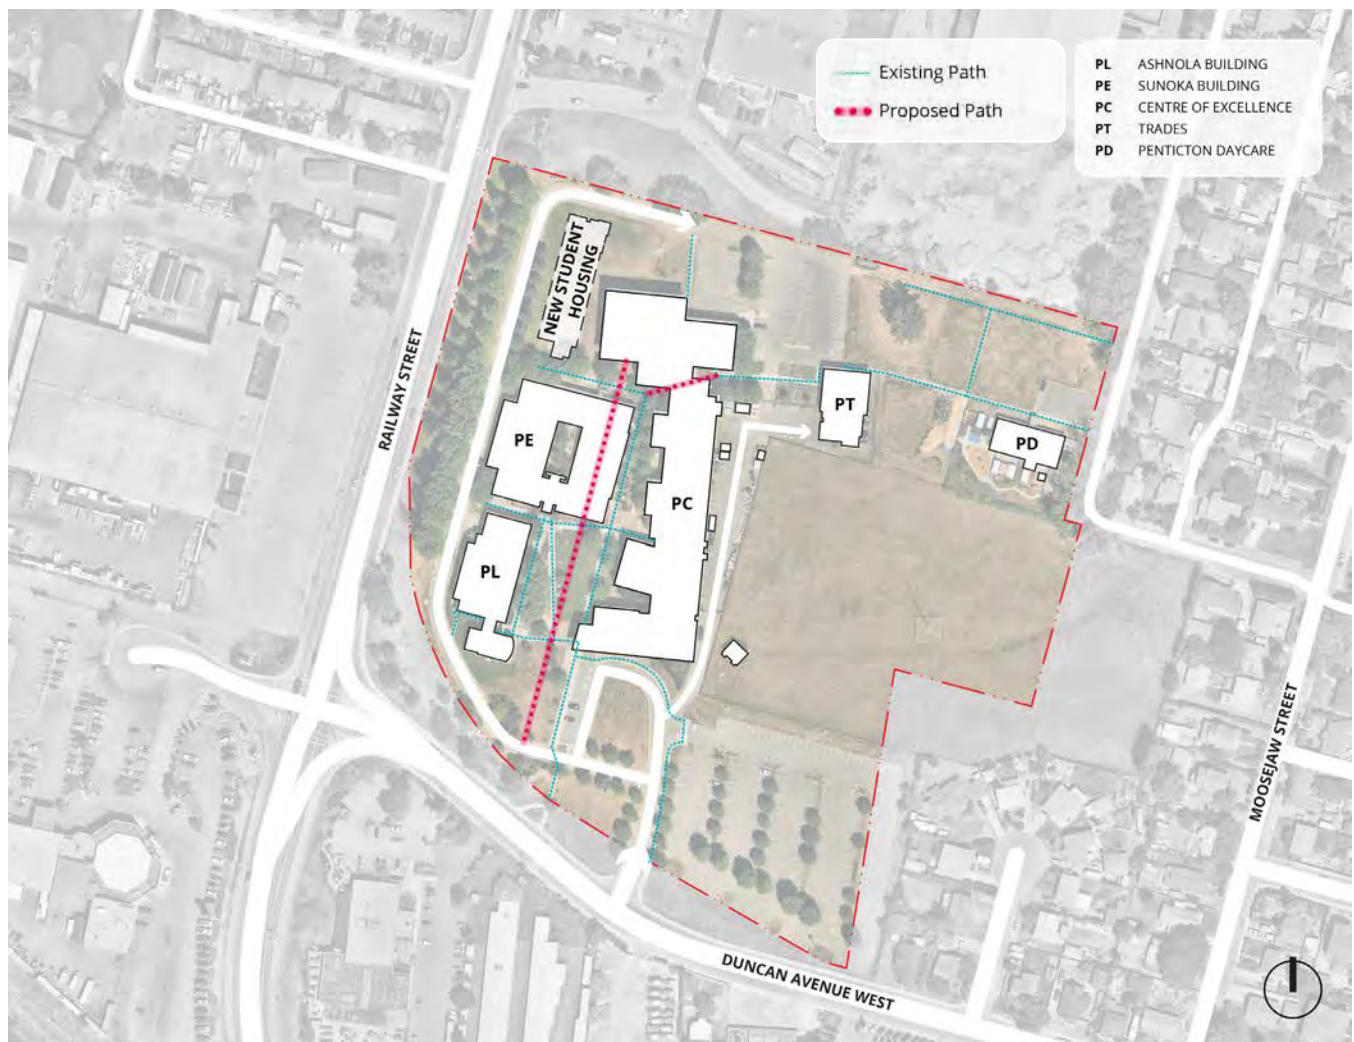 Existing Path
Proposed Path
PL ASHNOLA BUILDING
PE SUNOKA BUILDING
PC CENTRE OF EXCELLENCE
PT TRADES
PD PENTICTON DAYCARE
NEW STUDENT
HOUSING
RAILWAY STREET
PE
PT
PD
PC
PL
MOOSEJAW STREET
DUNCAN AVENUE WEST